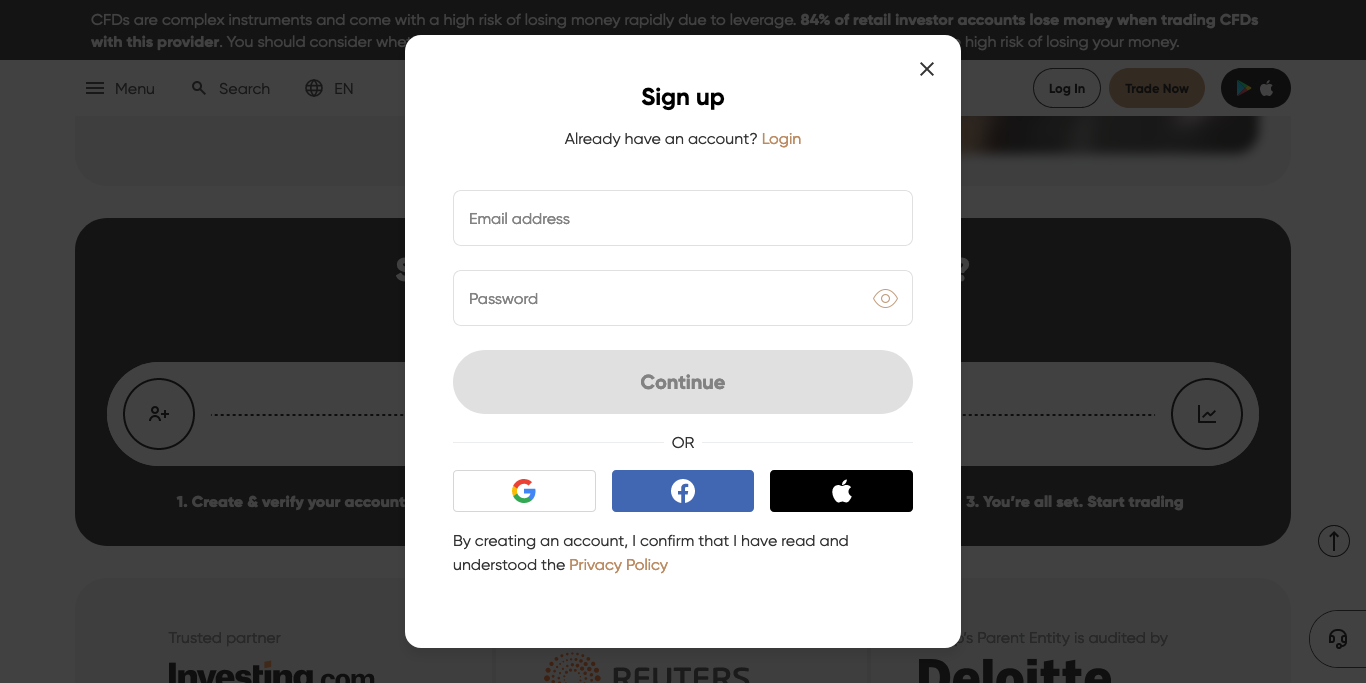 CFDs are complex instruments and come with a high risk of losing money rapidly due to leverage. 84% of retail investor accounts lose money when trading CFDs
with this provider. You should consider high risk of losing your money.
Menu
Search
EN
Log In
Trade Now
Sign up
Already have an account? Login
Email address
Password
Continue
OR
1. Create & verify your account
3. You're all set. Start trading
By creating an account, I confirm that I have read and
understood the Privacy Policy
Trusted partner
Parent Entity is audited by
Investing.com
REUTERS
Deloitte